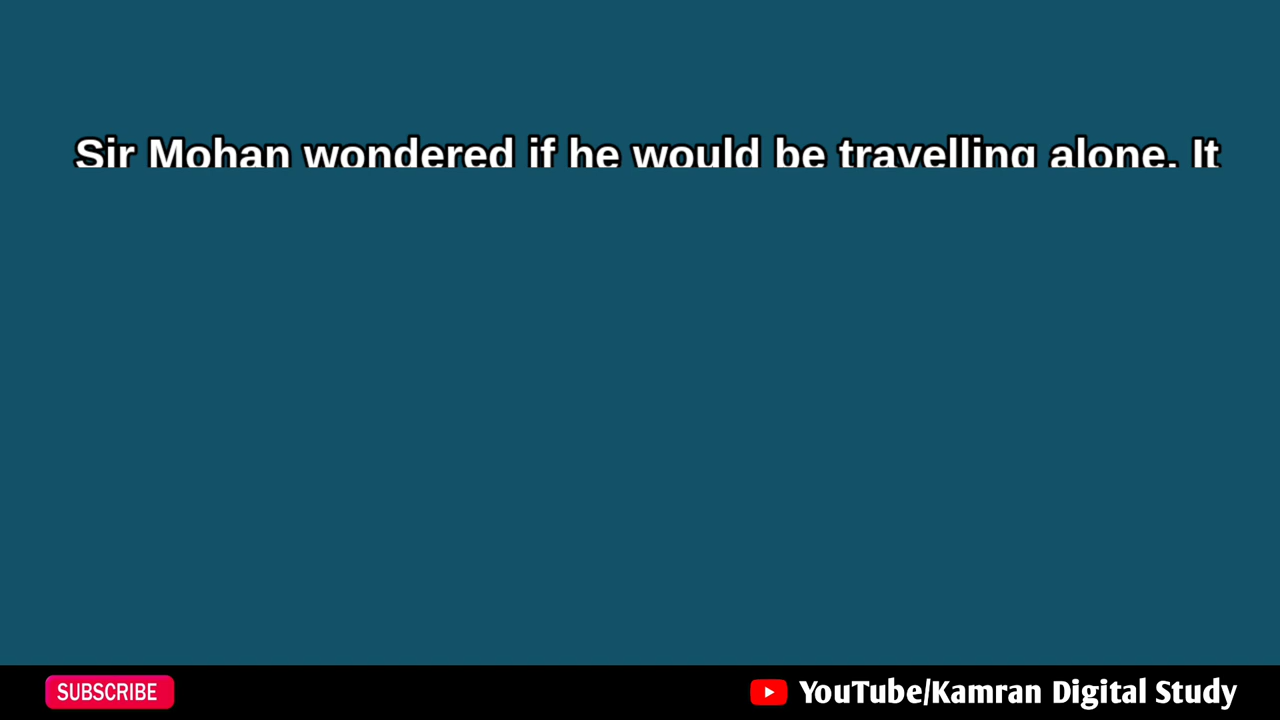 Sir Mohan wondered if he would be travelling alone. It
SUBSCRIBE
YouTube/Kamran Digital Study